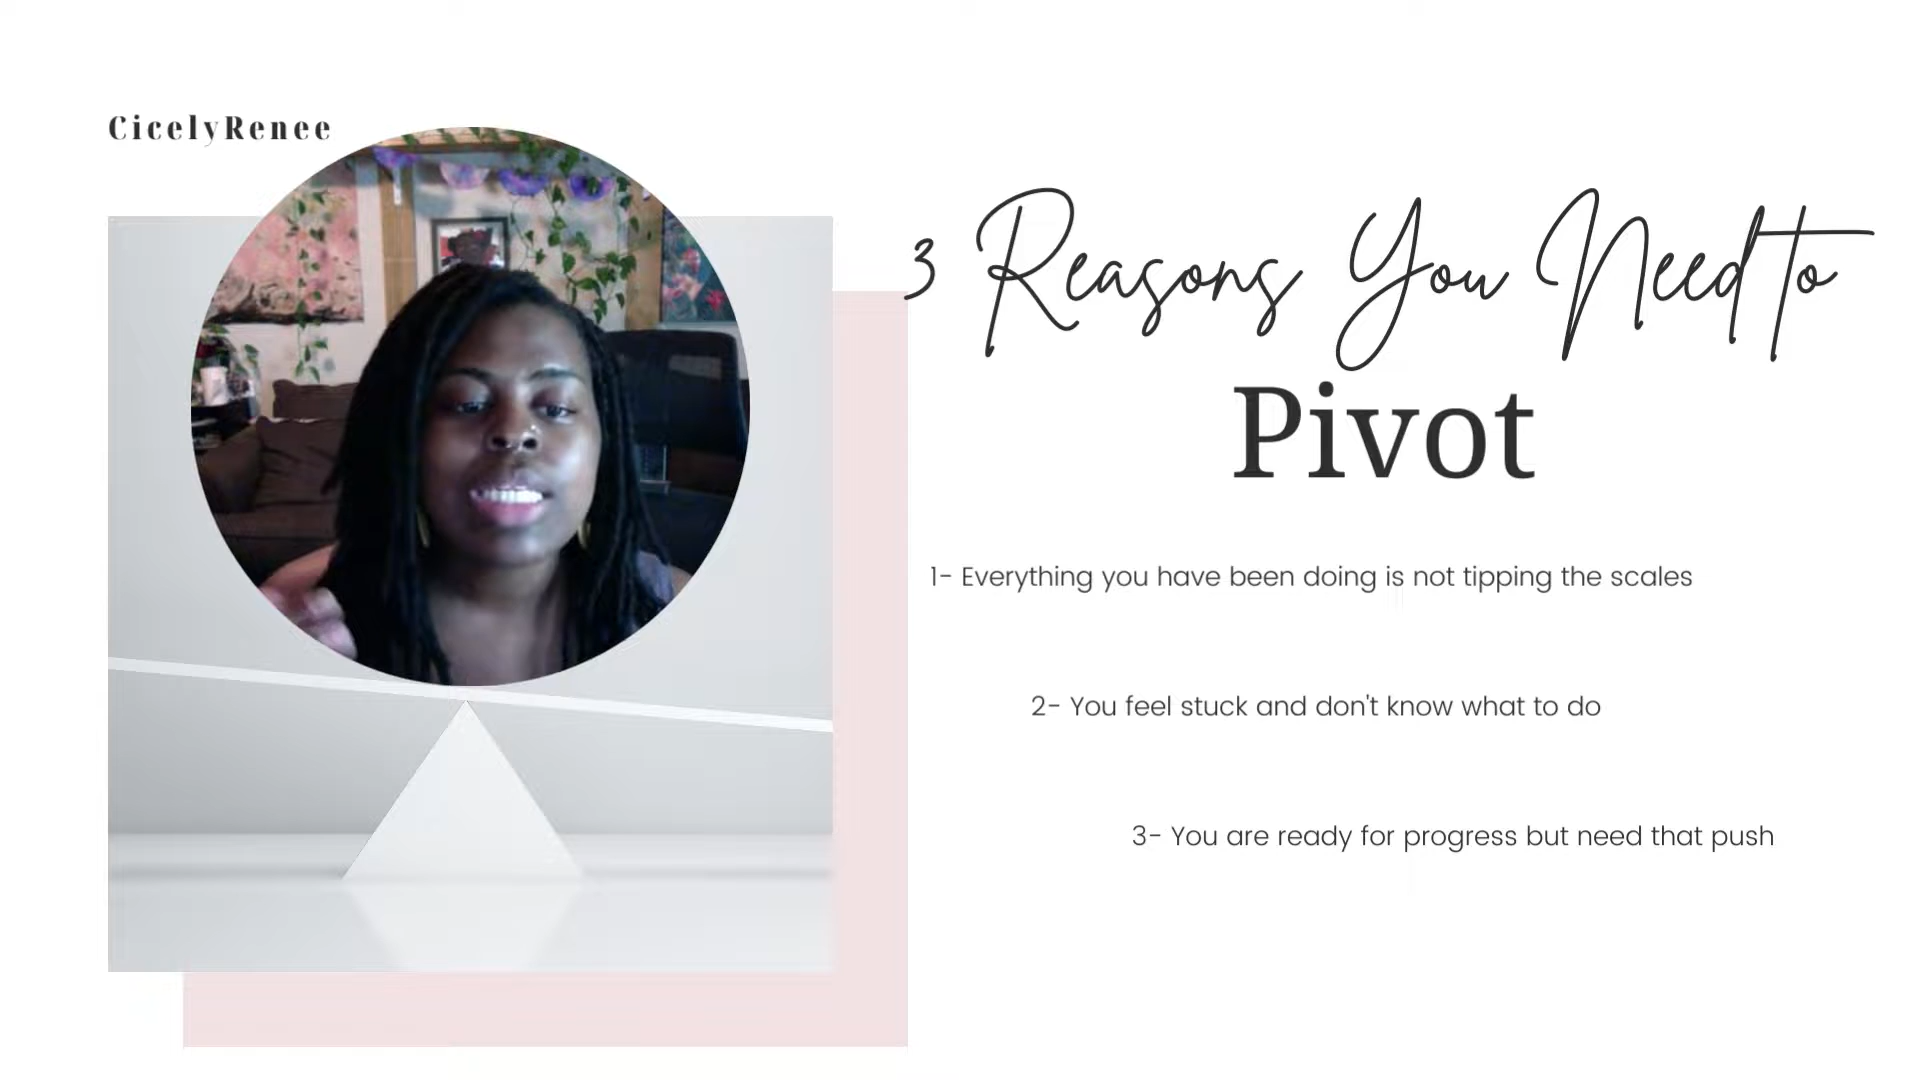 CicelyRenee
3 Reasons You Need to
Pivot
1- Everything you have been doing is not tipping the scales
2- You feel stuck and don't know what to do
3- You are ready for progress but need that push